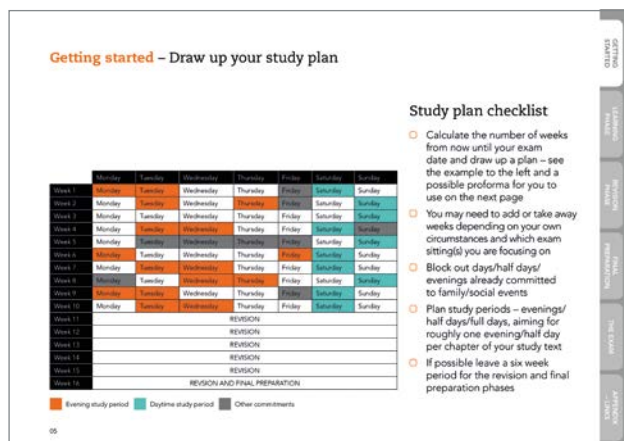 Getting started – Draw up your study plan
Study plan checklist
Calculate the number of weeks
from now until your exam
date and draw up a plan – see
the example to the left and a
possible proforma for you to
use on the next page
You may need to add or take away
weeks depending on your own
circumstances and which exam
sitting(s) you are focusing on
Block out days/half days/
evenings already committed
to family/social events
Plan study periods – evenings/
half days/full days, aiming for
roughly one evening/half day
per chapter of your study text
If possible leave a six week
period for the revision and final
preparation phases
Monday Tuesday Wednesday Thursday Friday Saturday Sunday
Week 1 Monday Tuesday Wednesday Thursday Friday Saturday Sunday
Week 2 Monday Tuesday Wednesday Thursday Friday Saturday Sunday
Week 3 Monday Tuesday Wednesday Thursday Friday Saturday Sunday
Week 4 Monday Tuesday Wednesday Thursday Friday Saturday Sunday
Week 5 Monday Tuesday Wednesday Thursday Friday Saturday Sunday
Week 6 Monday Tuesday Wednesday Thursday Friday Saturday Sunday
Week 7 Monday Tuesday Wednesday Thursday Friday Saturday Sunday
Week 8 Monday Tuesday Wednesday Thursday Friday Saturday Sunday
Week 9 Monday Tuesday Wednesday Thursday Friday Saturday Sunday
Week 10 Monday Tuesday Wednesday Thursday Friday Saturday Sunday
Week 11 REVISION
Week 12 REVISION
Week 13 REVISION
Week 14 REVISION
Week 15 REVISION
Week 16 REVISION AND FINAL PREPARATION
Evening study period Daytime study period Other commitments
05
GETTING
STARTED
LEARNING
PHASE
REVISION
PHASE
FINAL
PREPARATION
THE EXAM
APPENDIX
– LINKS